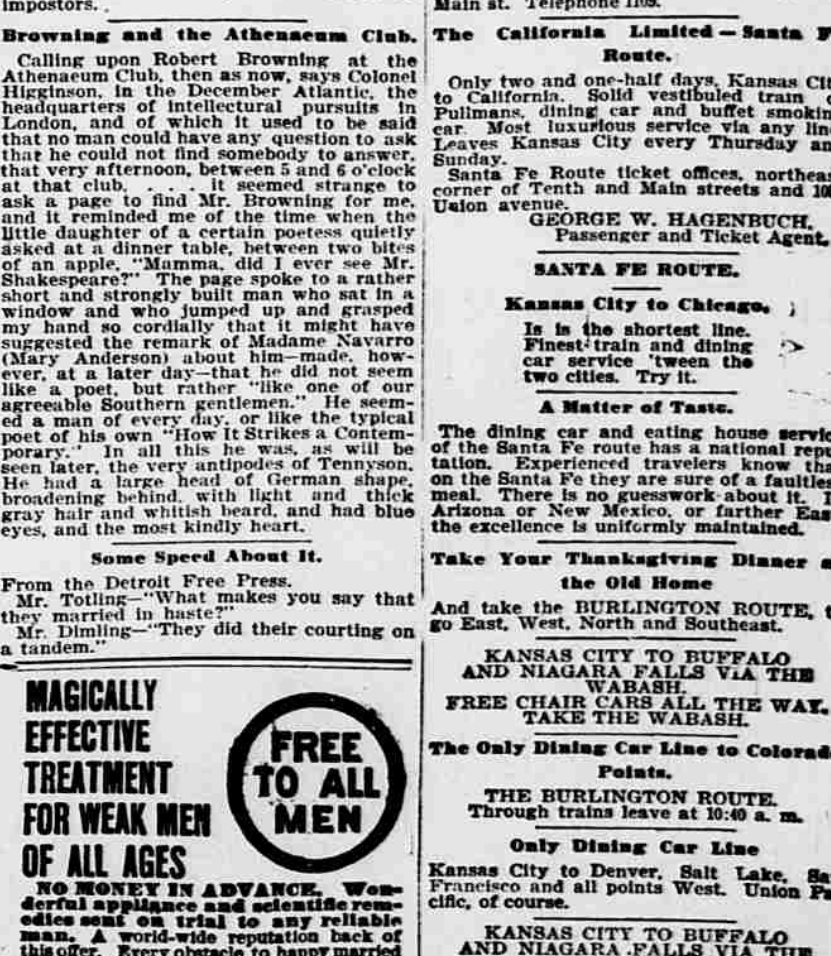 impostors.
Browning and the Athenaeum Club.
Calling upon Robert Browning at the
Athenaeum Club, then as now, says Colonel
Higginson, in the December Atlantic, the
headquarters of intellectural pursuits in
London, and of which it used to be said
that no man could have any question to ask
that he could not find somebody to answer,
that very afternoon, between 5 and 6 o'clock
at that club, . . . . it seemed strange to
ask a page to find Mr. Browning for me,
and it reminded me of the time when the
little daughter of a certain poetess quietly
asked at a dinner table, between two bites
of an apple, "Mamma, did I ever see Mr.
Shakespeare?" The page spoke to a rather
short and strongly built man who sat in a
window and who jumped up and grasped
my hand so cordially that it might have
suggested the remark of Madame Navarro
(Mary Anderson) about him—made, how-
ever, at a later day—that he did not seem
like a poet, but rather "like one of our
agreeable Southern gentlemen." He seem-
ed a man of every day, or like the typical
poet of his own "How It Strikes a Contem-
porary." In all this he was, as will be
seen later, the very antipodes of Tennyson.
He had a large head of German shape,
broadening behind, with light and thick
gray hair and whitish beard, and had blue
eyes, and the most kindly heart.
Some Speed About It.
From the Detroit Free Press.
Mr. Totling—"What makes you say that
they married in haste?"
Mr. Dimling—"They did their courting on
a tandem."
MAGICALLY
EFFECTIVE
TREATMENT
FOR WEAK MEN
OF ALL AGES
FREE
TO ALL
MEN
NO MONEY IN ADVANCE. Won-
derful appliance and scientific rem-
edies sent on trial to any reliable
man. A world-wide reputation back of
this offer. Every obstacle to happy married
Main st. Telephone 1109.
The California Limited—Santa F
Route.
Only two and one-half days, Kansas Cit
to California. Solid vestibuled train
Pullmans, dining car and buffet smokin
car. Most luxurious service via any lin
Leaves Kansas City every Thursday an
Sunday.
Santa Fe Route ticket offices, northeas
corner of Tenth and Main streets and 10
Union avenue.
GEORGE W. HAGENBUCH,
Passenger and Ticket Agent.
SANTA FE ROUTE.
Kansas City to Chicago.
Is is the shortest line.
Finest train and dining
car service 'tween the
two cities. Try it.
A Matter of Taste.
The dining car and eating house servic
of the Santa Fe route has a national repu
tation. Experienced travelers know tha
on the Santa Fe they are sure of a faultles
meal. There is no guesswork about it. I
Arizona or New Mexico, or farther Eas
the excellence is uniformly maintained.
Take Your Thanksgiving Dinner a
the Old Home
And take the BURLINGTON ROUTE, t
go East, West, North and Southeast.
KANSAS CITY TO BUFFALO
AND NIAGARA FALLS VIA THE
WABASH.
FREE CHAIR CARS ALL THE WAY.
TAKE THE WABASH.
The Only Dining Car Line to Colorad
Points.
THE BURLINGTON ROUTE.
Through trains leave at 10:40 a. m.
Only Dining Car Line
Kansas City to Denver, Salt Lake, Sa
Francisco and all points West. Union Pa
cific, of course.
KANSAS CITY TO BUFFALO
AND NIAGARA FALLS VIA THE